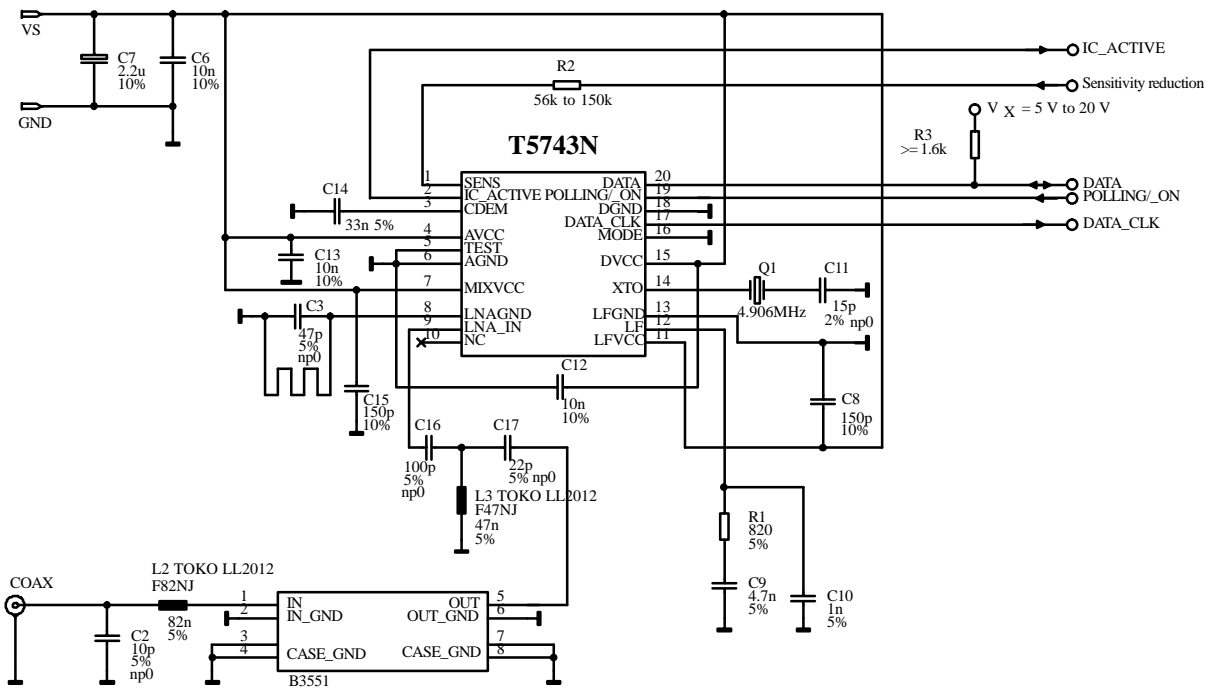 VS
C7
2.2u
10%
C6
10n
10%
GND
IC_ACTIVE
R2
56k to 150k
Sensitivity reduction
V X = 5 V to 20 V
R3
>= 1.6k
T5743N
1 SENS DATA 20
2 IC_ACTIVE POLLING/_ON 19
3 CDEM DGND 18
DATA_CLK 17
4 AVCC MODE 16
5 TEST
6 AGND DVCC 15
7 MIXVCC XTO 14
8 LNAGND LFGND 13
9 LNA_IN LF 12
10 NC LFVCC 11
DATA
POLLING/_ON
DATA_CLK
C14
33n 5%
C13
10n
10%
C3
47p
5%
np0
Q1
4.906MHz
C11
15p
2% np0
C12
10n
10%
C15
150p
10%
C8
150p
10%
C16
100p
5%
np0
C17
22p
5% np0
L3 TOKO LL2012
F47NJ
47n
5%
R1
820
5%
C9
4.7n
5%
C10
1n
5%
COAX
L2 TOKO LL2012
F82NJ
82n
5%
C2
10p
5%
np0
1 IN OUT 5
2 IN_GND OUT_GND 6
3 7
4 CASE_GND CASE_GND 8
B3551